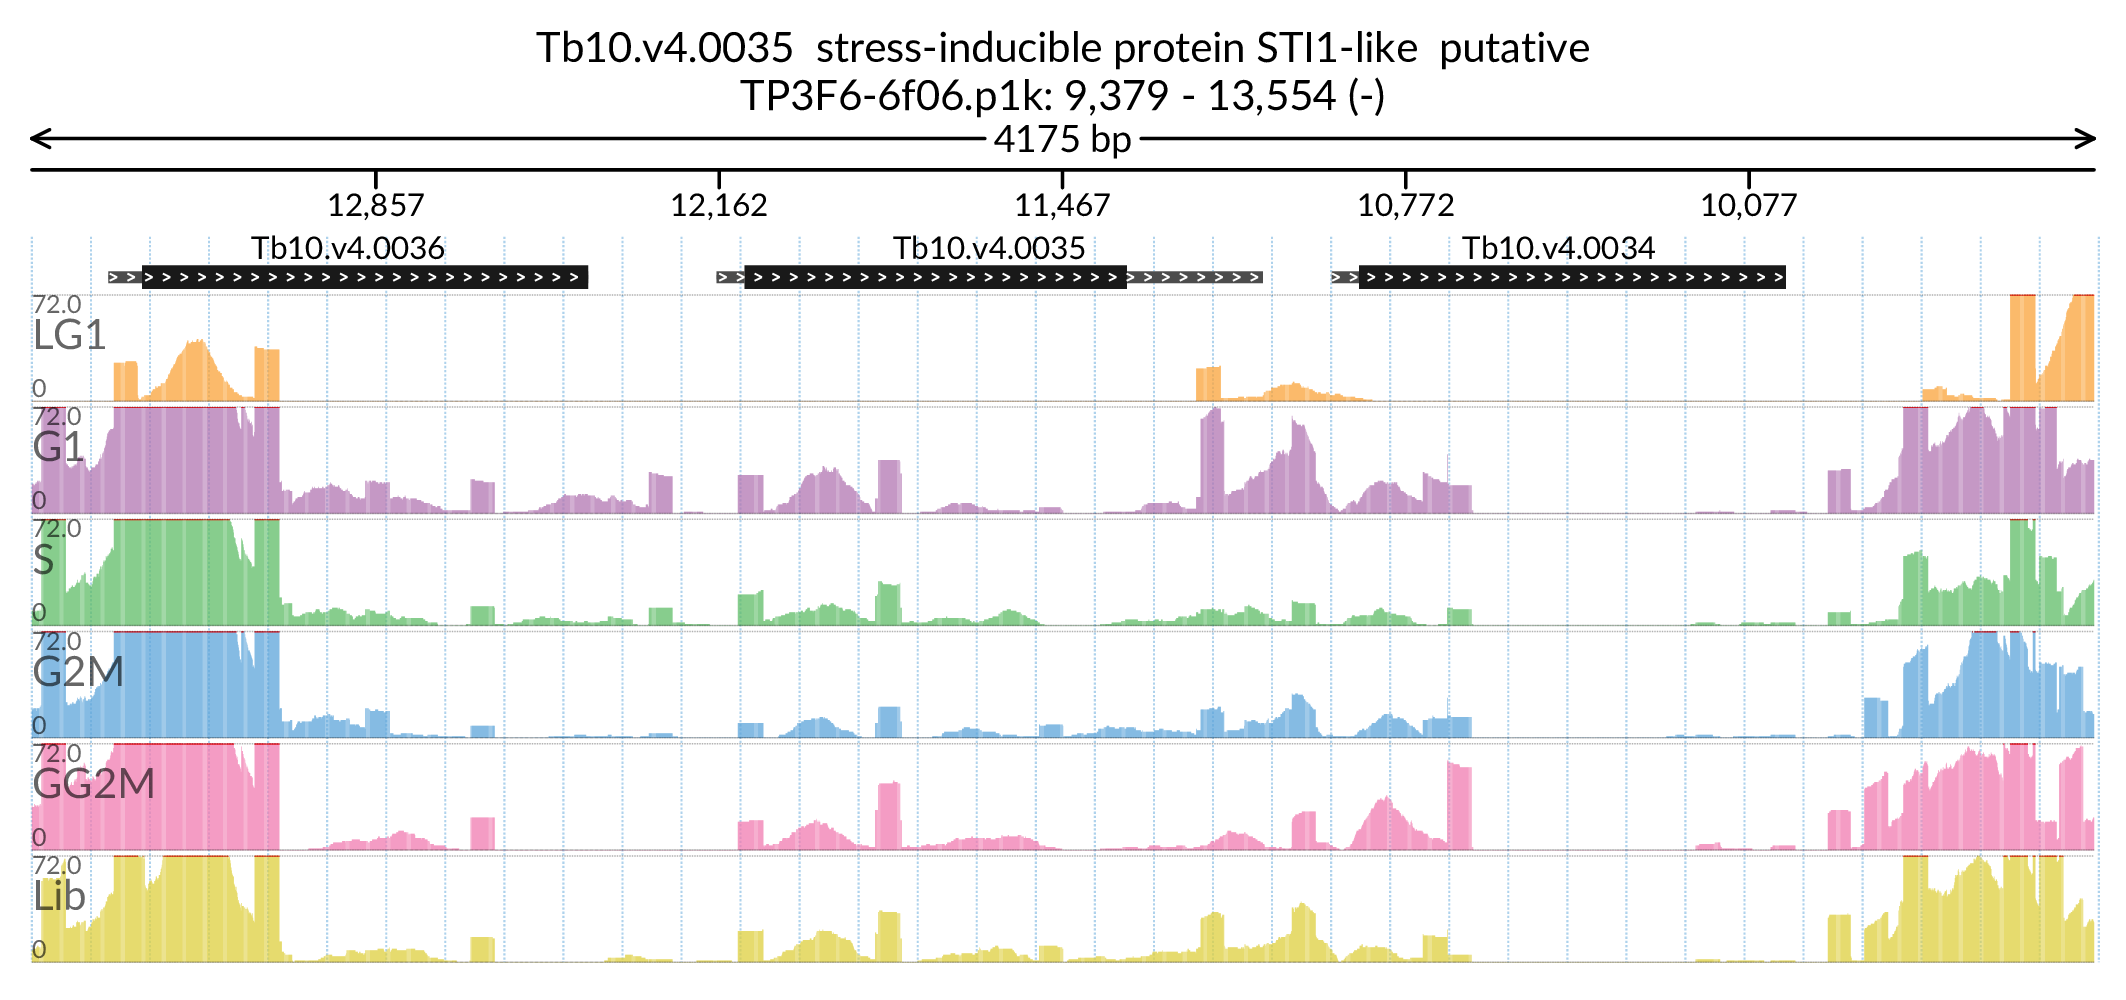 Tb10.v4.0035 stress-inducible protein STI1-like putative
TP3F6-6f06.p1k: 9,379 - 13,554 (-)
4175 bp
12,857 12,162 11,467 10,772 10,077
Tb10.v4.0036 Tb10.v4.0035 Tb10.v4.0034
72.0
LG1
0
72.0
G1
0
72.0
S
0
72.0
G2M
0
72.0
GG2M
0
72.0
Lib
0